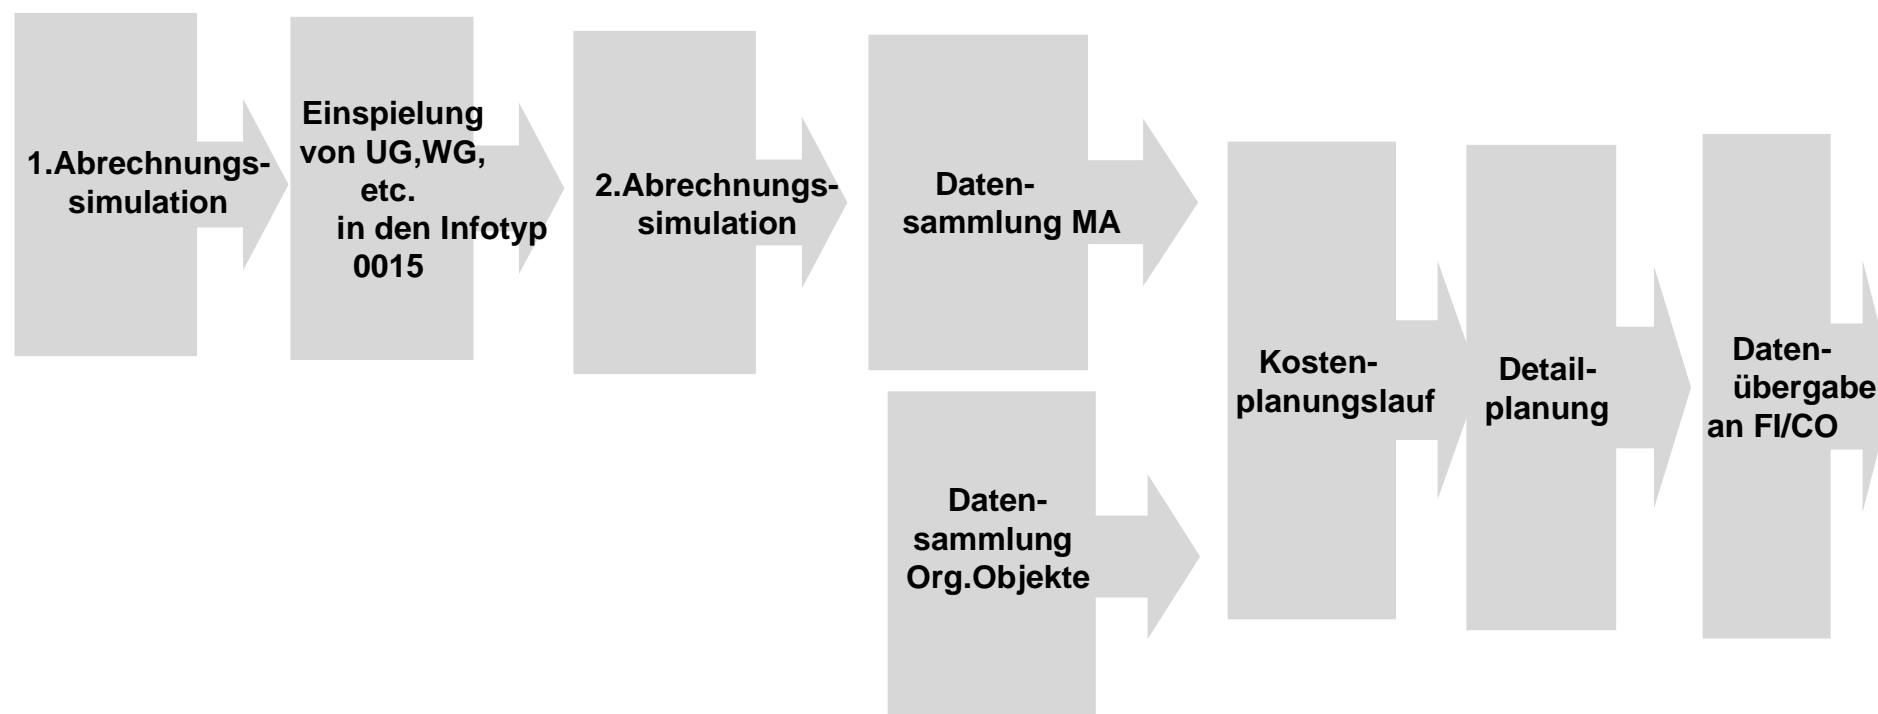 1.Abrechnungs-
simulation
Einspielung
von UG,WG,
etc.
in den Infotyp
0015
2.Abrechnungs-
simulation
Daten-
sammlung MA
Daten-
sammlung
Org.Objekte
Kosten-
planungslauf
Detail-
planung
Daten-
übergabe
an FI/CO